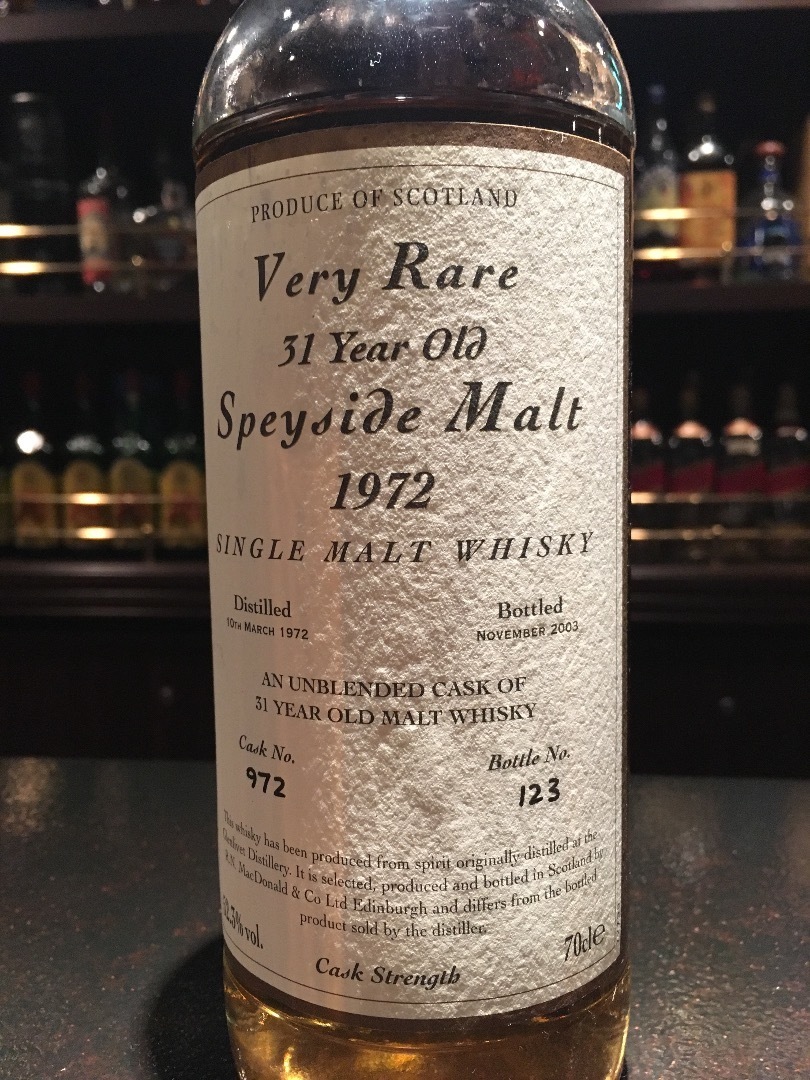 PRODUCE OF SCOTLAND
Very Rare
31 Year Old
Speyside Malt
1972
SINGLE MALT WHISKY
Distilled
10TH MARCH 1972
Bottled
NOVEMBER 2003
AN UNBLENDED CASK OF
31 YEAR OLD MALT WHISKY
Cask No.
972
Bottle No.
123
This whisky has been produced from spirit originally distilled at the
Glenlivet Distillery. It is selected, produced and bottled in Scotland by
R.N. MacDonald & Co Ltd Edinburgh and differs from the bottled
product sold by the distiller.
vol.
70cl e
Cask Strength